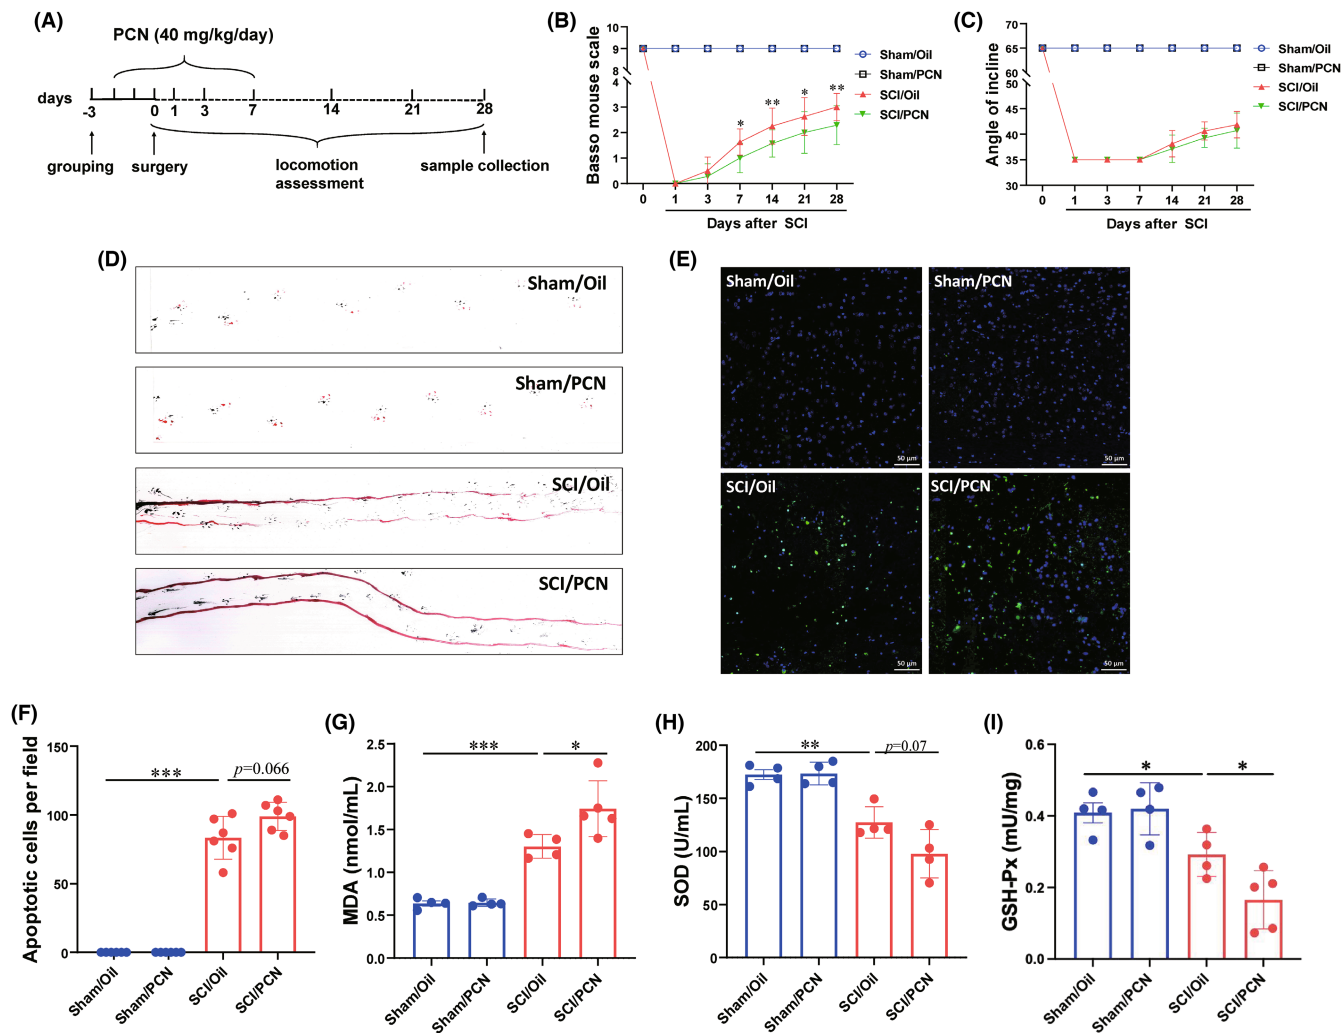 (A)
PCN (40 mg/kg/day)
days
-3 0 1 3 7 14 21 28
grouping surgery locomotion assessment sample collection
(B)
Basso mouse scale
10
9
8
3
2
1
0
0 1 3 7 14 21 28
Days after SCI
* ** * **
Sham/Oil
Sham/PCN
SCI/Oil
SCI/PCN
(C)
Angle of incline
70
65
60
50
45
40
35
30
0 1 3 7 14 21 28
Days after SCI
Sham/Oil
Sham/PCN
SCI/Oil
SCI/PCN
(D)
Sham/Oil
Sham/PCN
SCI/Oil
SCI/PCN
(E)
Sham/Oil
50 μm
Sham/PCN
50 μm
SCI/Oil
50 μm
SCI/PCN
50 μm
(F)
Apoptotic cells per field
150
100
50
0
*** p=0.066
Sham/Oil Sham/PCN SCI/Oil SCI/PCN
(G)
MDA (nmol/mL)
2.5
2.0
1.5
1.0
0.5
0.0
*** *
Sham/Oil Sham/PCN SCI/Oil SCI/PCN
(H)
SOD (U/mL)
200
150
100
50
0
** p=0.07
Sham/Oil Sham/PCN SCI/Oil SCI/PCN
(I)
GSH-Px (mU/mg)
0.6
0.4
0.2
0.0
* *
Sham/Oil Sham/PCN SCI/Oil SCI/PCN